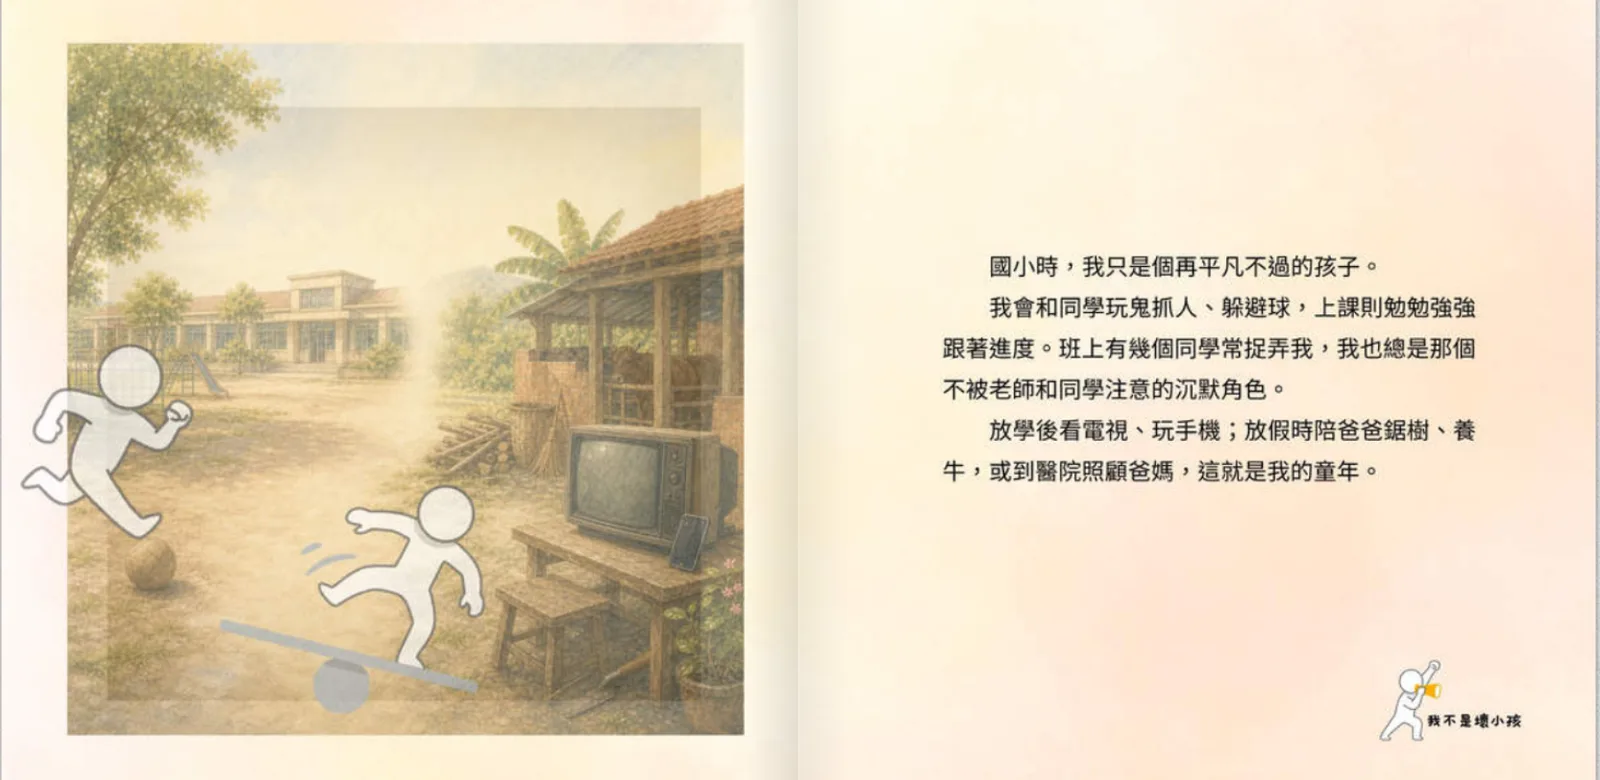 國小時，我只是個再平凡不過的孩子。
我會和同學玩鬼抓人、躲避球，上課則勉勉強強
跟著進度。班上有幾個同學常捉弄我，我也總是那個
不被老師和同學注意的沉默角色。
放學後看電視、玩手機；放假時陪爸爸鋸樹、養
牛，或到醫院照顧爸媽，這就是我的童年。
我不是壞小孩